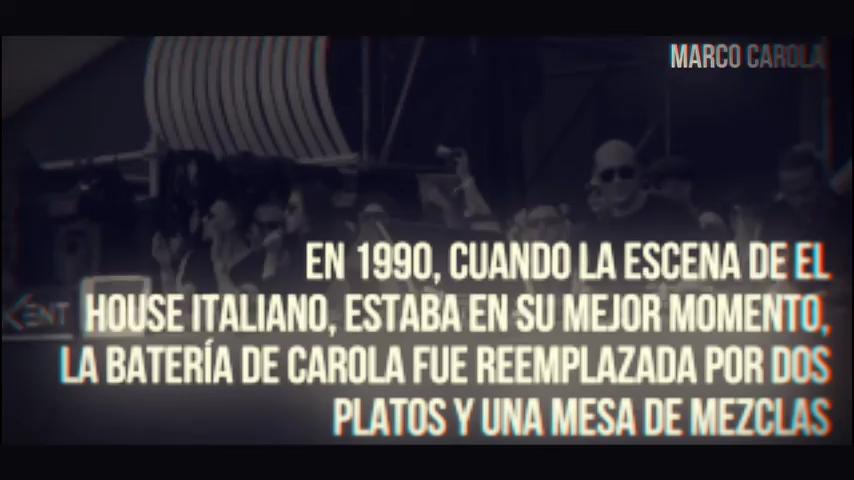 MARCO CAROLA
EN 1990, CUANDO LA ESCENA DE EL
HOUSE ITALIANO, ESTABA EN SU MEJOR MOMENTO,
LA BATERÍA DE CAROLA FUE REEMPLAZADA POR DOS
PLATOS Y UNA MESA DE MEZCLAS
KENT